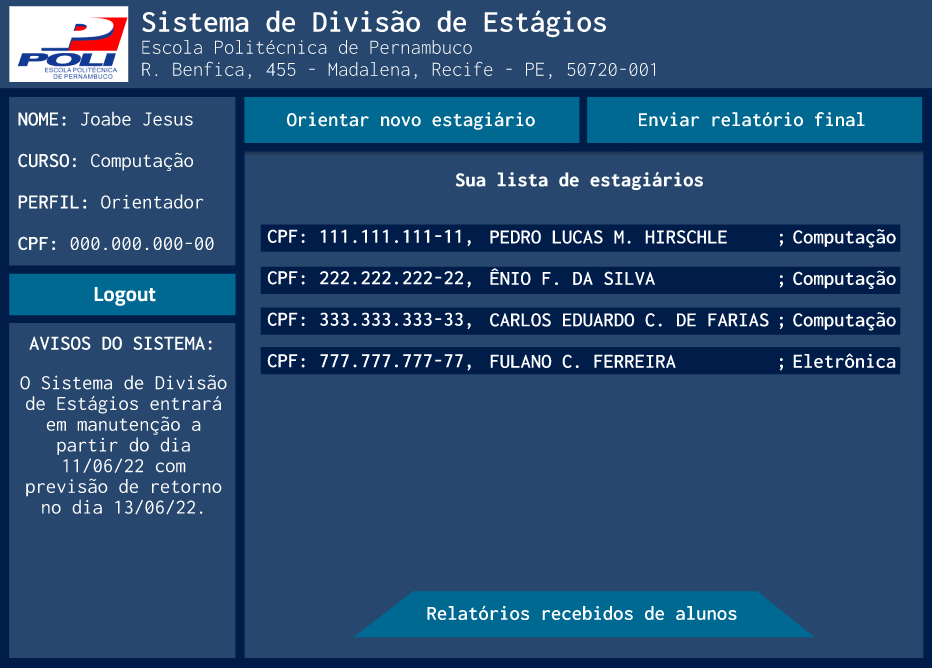 Sistema de Divisão de Estágios
Escola Politécnica de Pernambuco
R. Benfica, 455 - Madalena, Recife - PE, 50720-001
POLI
ESCOLA POLITÉCNICA
DE PERNAMBUCO
NOME: Joabe Jesus
CURSO: Computação
PERFIL: Orientador
CPF: 000.000.000-00
Logout
AVISOS DO SISTEMA:
O Sistema de Divisão
de Estágios entrará
em manutenção a
partir do dia
11/06/22 com
previsão de retorno
no dia 13/06/22.
Orientar novo estagiário
Enviar relatório final
Sua lista de estagiários
CPF: 111.111.111-11, PEDRO LUCAS M. HIRSCHLE ; Computação
CPF: 222.222.222-22, ÊNIO F. DA SILVA ; Computação
CPF: 333.333.333-33, CARLOS EDUARDO C. DE FARIAS ; Computação
CPF: 777.777.777-77, FULANO C. FERREIRA ; Eletrônica
Relatórios recebidos de alunos